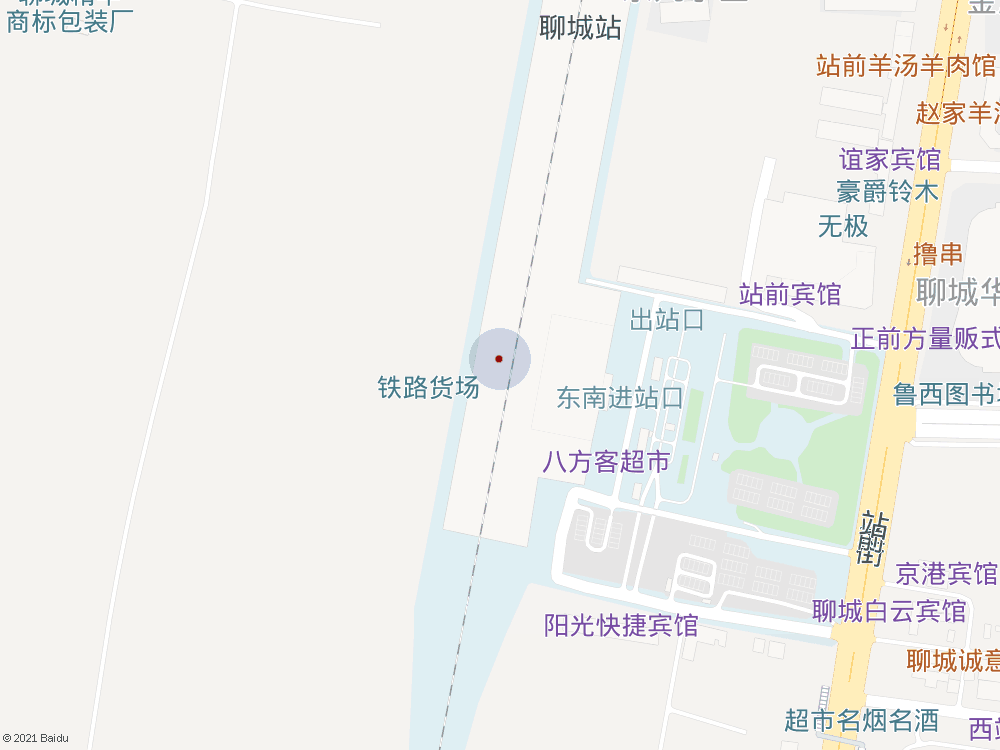 商标包装厂
聊城站
站前羊汤羊肉馆
赵家羊汤
谊家宾馆
豪爵铃木
无极
撸串
聊城华
站前宾馆
出站口
正前方量贩式
铁路货场
东南进站口
鲁西图书
八方客超市
站前街
京港宾馆
聊城白云宾馆
阳光快捷宾馆
聊城诚意
超市名烟名酒
西站
© 2021 Baidu